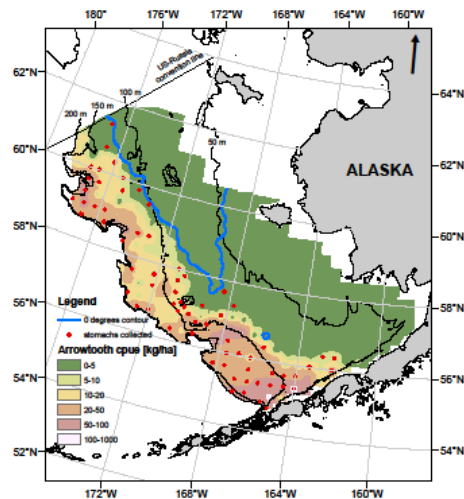 180° 176°W 172°W 168°W 164°W 160°W
US-Russia
convention line
62°N
200 m 150 m 100 m
64°N
60°N
50 m
ALASKA
62°N
58°N
60°N
56°N
58°N
Legend
0 degrees contour
stomachs collected
Arrowtooth cpue [kg/ha]
0-5
5-10
10-20
20-50
50-100
100-1000
54°N
56°N
52°N
54°N
172°W 168°W 164°W 160°W